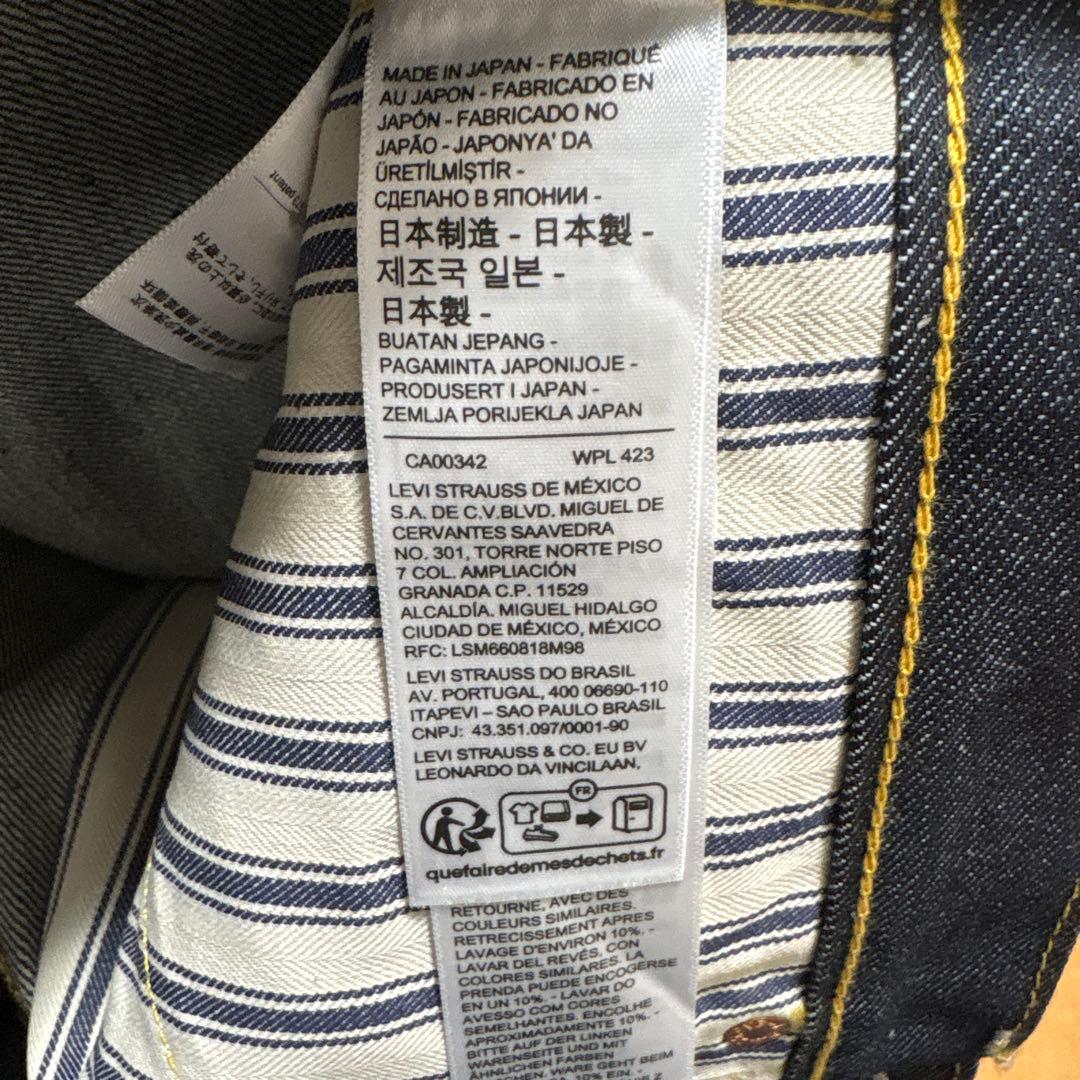 MADE IN JAPAN - FABRIQUÉ
AU JAPON - FABRICADO EN
JAPÓN - FABRICADO NO
JAPÃO - JAPONYA' DA
ÜRETİLMİŞTİR -
СДЕЛАНО В ЯПОНИИ -
日本制造 - 日本製 -
제조국 일본 -
日本製 -
BUATAN JEPANG -
PAGAMINTA JAPONIJOJE -
PRODUSERT I JAPAN -
ZEMLJA PORIJEKLA JAPAN
CA00342 WPL 423
LEVI STRAUSS DE MÉXICO
S.A. DE C.V.BLVD. MIGUEL DE
CERVANTES SAAVEDRA
NO. 301, TORRE NORTE PISO
7 COL. AMPLIACIÓN
GRANADA C.P. 11529
ALCALDÍA. MIGUEL HIDALGO
CIUDAD DE MÉXICO, MÉXICO
RFC: LSM660818M98
LEVI STRAUSS DO BRASIL
AV. PORTUGAL, 400 06690-110
ITAPEVI – SAO PAULO BRASIL
CNPJ: 43.351.097/0001-90
LEVI STRAUSS & CO. EU BV
LEONARDO DA VINCILAAN,
FR
quefairedemesdechets.fr
RETOURNE, AVEC DES
COULEURS SIMILAIRES.
RETRECISSEMENT APRES
LAVAGE D'ENVIRON 10%. -
LAVAR DEL REVÉS, CON
COLORES SIMILARES. LA
PRENDA PUEDE ENCOGERSE
EN UN 10%. - LAVAR DO
AVESSO COM CORES
SEMELHANTES. ENCOLHE
APROXIMADAMENTE 10%. -
BITTE AUF DER LINKEN
WARENSEITE UND MIT
ÄHNLICHEN FARBEN
WASCHEN. WARE GEHT BEIM
10% EIN. -
patent